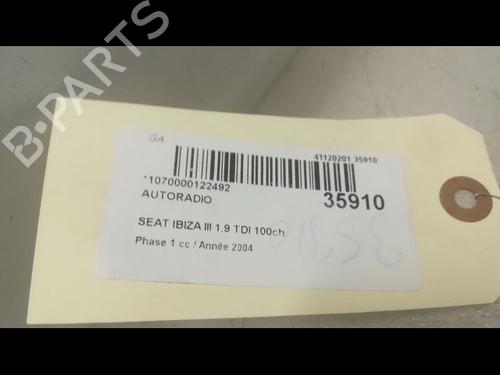 B-PARTS
GA
41120201 35910
*1070000122492
35910
AUTORADIO
SEAT IBIZA III 1.9 TDI 100ch
Phase 1 cc / Année 2004
35910